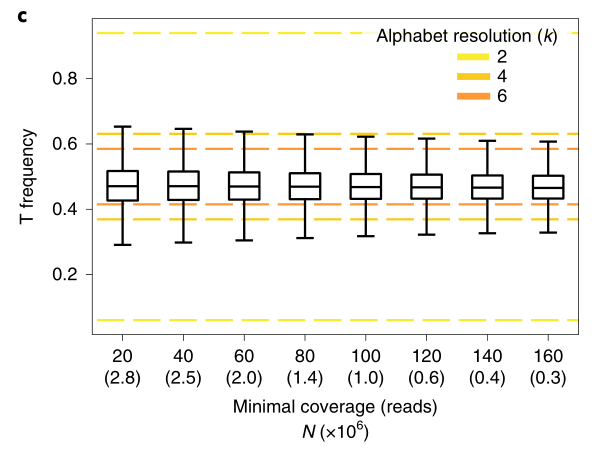 c
Alphabet resolution (k)
2
4
6
0.8
0.6
0.4
0.2
T frequency
20 40 60 80 100 120 140 160
(2.8) (2.5) (2.0) (1.4) (1.0) (0.6) (0.4) (0.3)
Minimal coverage (reads)
N (×10⁶)